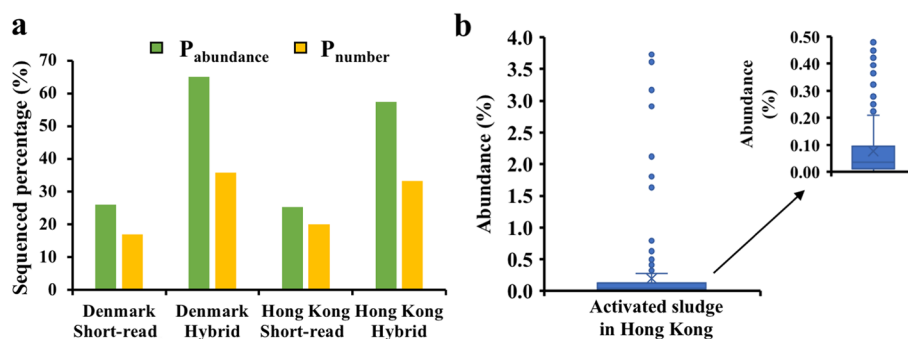 a
P abundance
P number
Sequenced percentage (%)
70
60
50
40
30
20
10
0
Denmark Short-read
Denmark Hybrid
Hong Kong Short-read
Hong Kong Hybrid
b
Abundance (%)
4.0
3.5
3.0
2.5
2.0
1.5
1.0
0.5
0.0
Activated sludge
in Hong Kong
Abundance
(%)
0.50
0.40
0.30
0.20
0.10
0.00